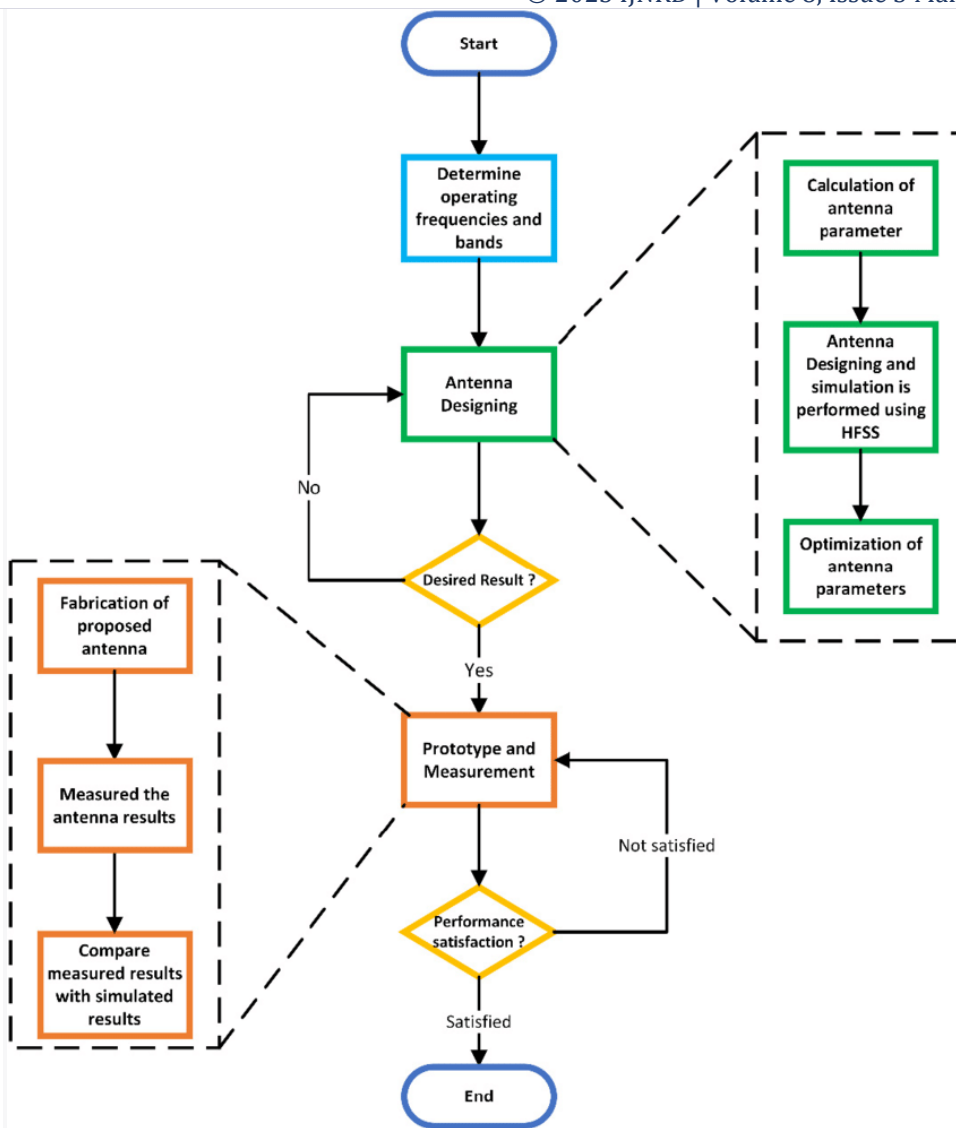 Start
Determine
operating
frequencies and
bands
Calculation of
antenna
parameter
Antenna
Designing
Antenna
Designing and
simulation is
performed using
HFSS
No
Desired Result ?
Optimization of
antenna
parameters
Fabrication of
proposed
antenna
Yes
Prototype and
Measurement
Measured the
antenna results
Not satisfied
Performance
satisfaction ?
Compare
measured results
with simulated
results
Satisfied
End